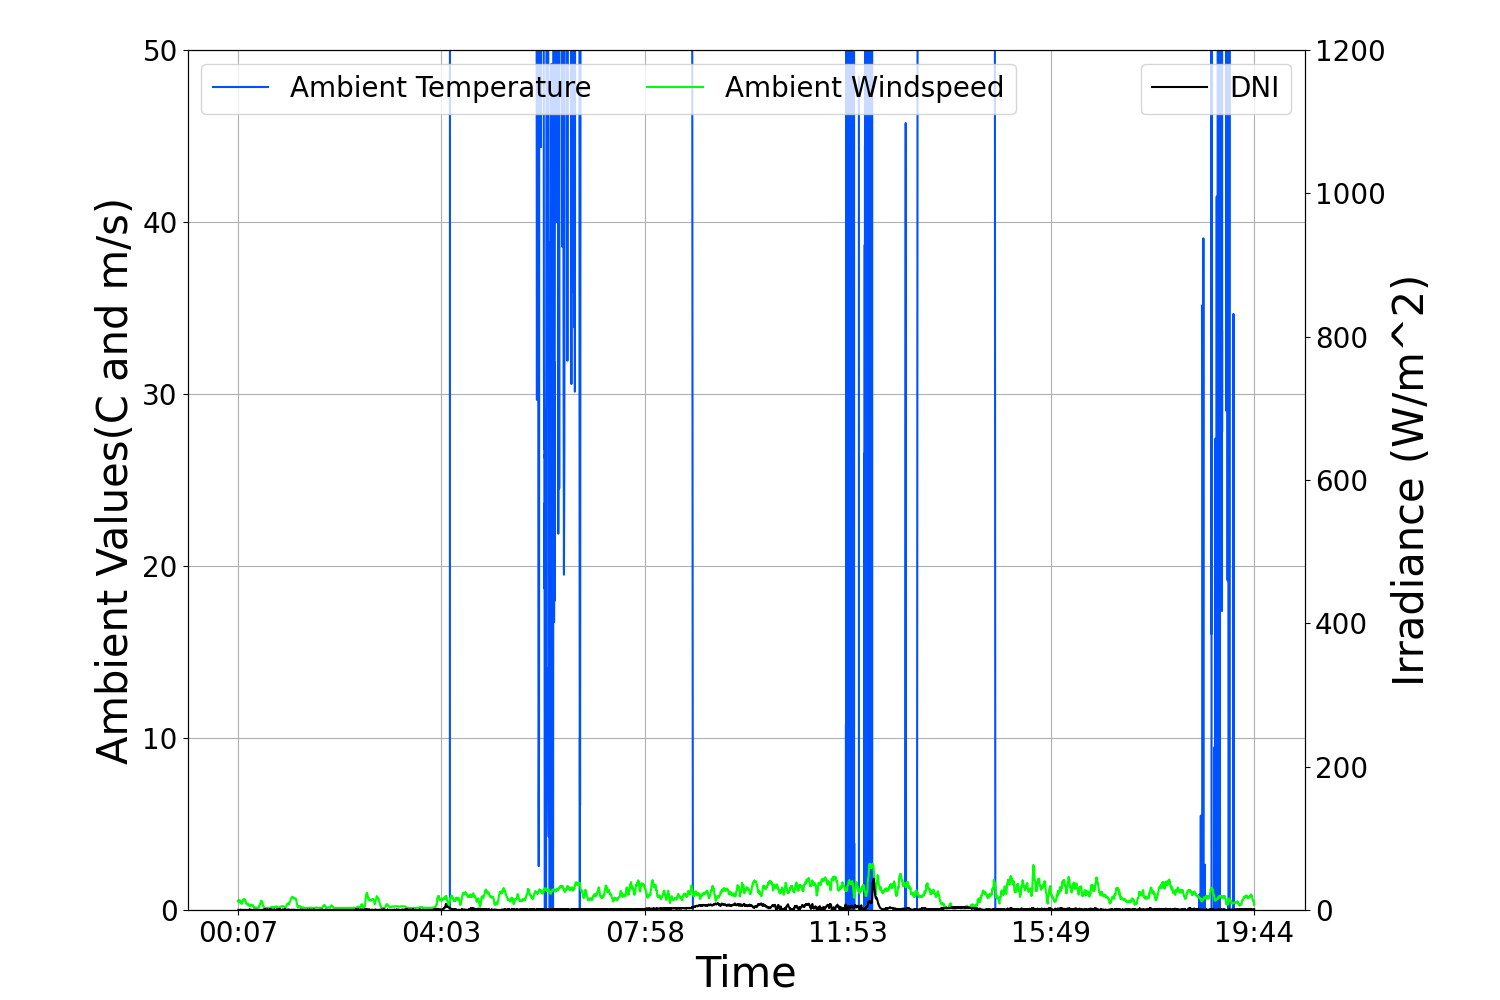 Ambient Temperature Ambient Windspeed DNI
50
40
30
20
10
0
Ambient Values(C and m/s)
1200
1000
800
600
400
200
0
Irradiance (W/m^2)
00:07 04:03 07:58 11:53 15:49 19:44
Time